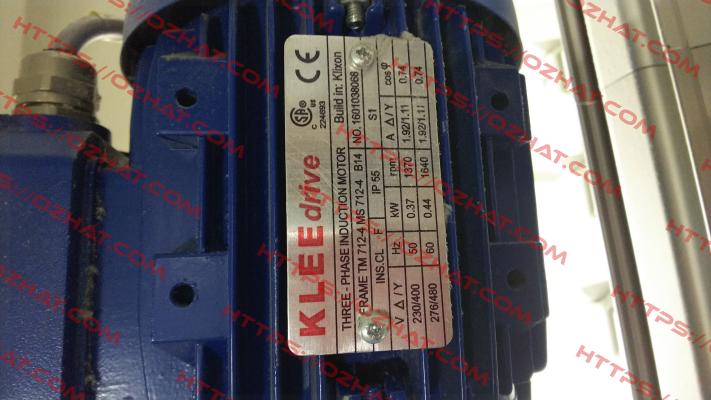 KLEE drive
C US
2234693
CE
THREE - PHASE INDUCTION MOTOR Build in: Klixon
FRAME TM 712-4 MS 712-4 B14 NO. 1601038068
INS.CL F IP 55 S1
V Δ / Y Hz kW rpm A Δ/Y cos φ
230/400 50 0.37 1370 1.92/1.11 0.74
276/480 60 0.44 1640 1.92/1.11 0.74
HTTPS://OZHAT.COM